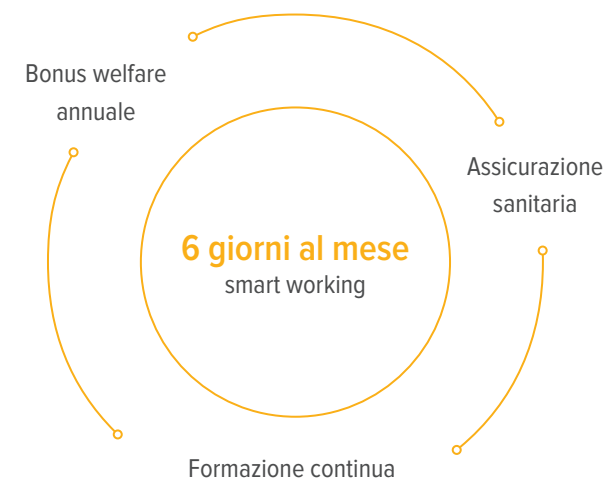 Bonus welfare
annuale
Assicurazione
sanitaria
6 giorni al mese
smart working
Formazione continua